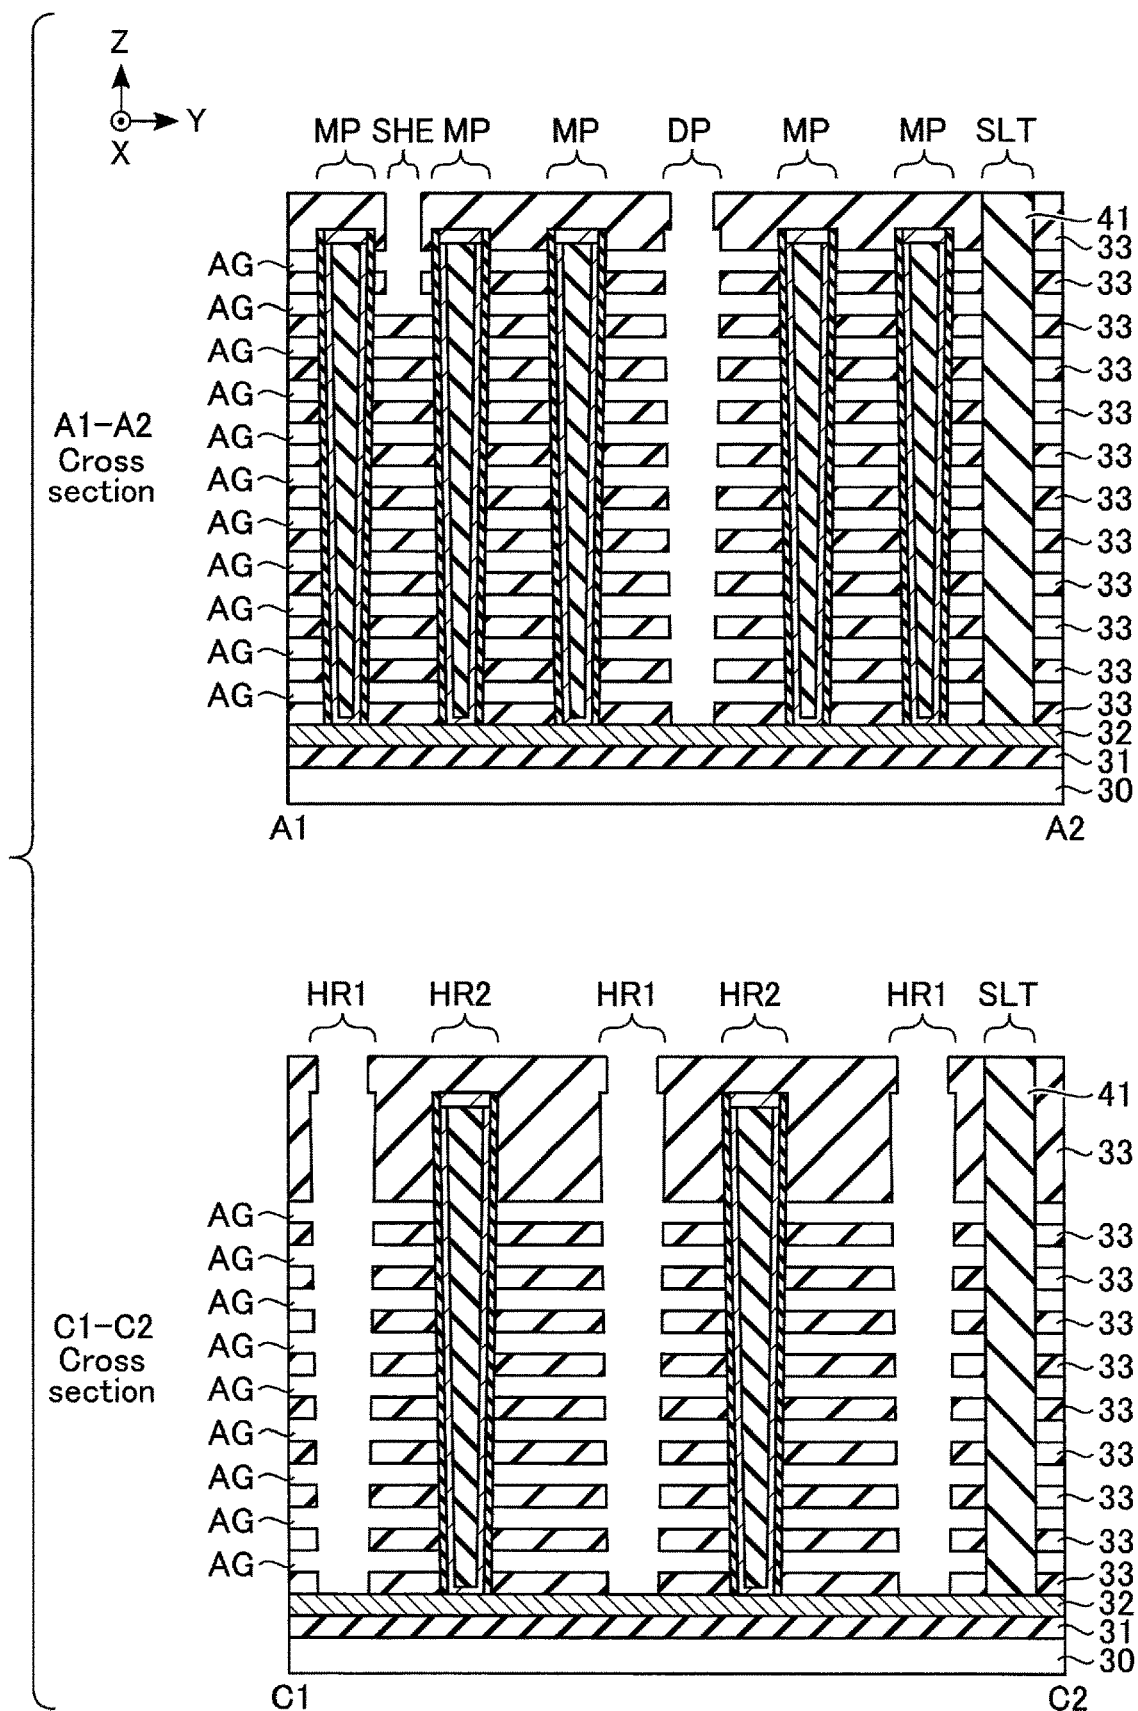 Z
Y
X
MP SHE MP MP DP MP MP SLT
41
33
AG
33
AG
33
AG
33
AG
33
AG
33
AG
33
AG
33
AG
33
AG
33
AG
33
AG
33
32
31
30
A1-A2
Cross
section
A1 A2
HR1 HR2 HR1 HR2 HR1 SLT
41
33
AG
33
AG
33
AG
33
AG
33
AG
33
AG
33
AG
33
AG
33
AG
33
32
31
30
C1-C2
Cross
section
C1 C2